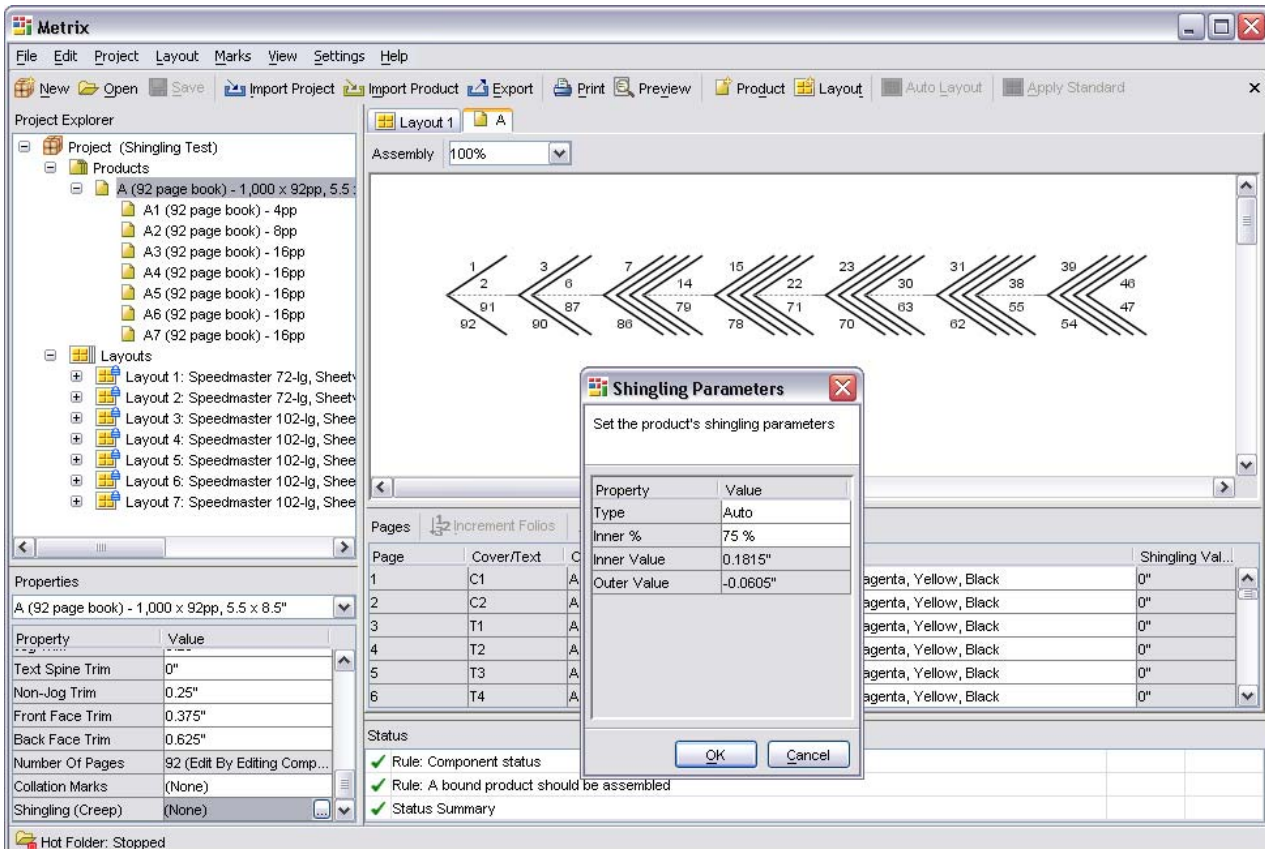 Metrix
File Edit Project Layout Marks View Settings Help
New Open Save Import Project Import Product Export Print Preview Product Layout Auto Layout Apply Standard
Project Explorer
Project (Shingling Test)
Products
A (92 page book) - 1,000 x 92pp, 5.5
A1 (92 page book) - 4pp
A2 (92 page book) - 8pp
A3 (92 page book) - 16pp
A4 (92 page book) - 16pp
A5 (92 page book) - 16pp
A6 (92 page book) - 16pp
A7 (92 page book) - 16pp
Layouts
Layout 1: Speedmaster 72-lg, Sheetv
Layout 2: Speedmaster 72-lg, Sheetv
Layout 3: Speedmaster 102-lg, Shee
Layout 4: Speedmaster 102-lg, Shee
Layout 5: Speedmaster 102-lg, Shee
Layout 6: Speedmaster 102-lg, Shee
Layout 7: Speedmaster 102-lg, Shee
Properties
A (92 page book) - 1,000 x 92pp, 5.5 x 8.5"
Property Value
Text Spine Trim 0"
Non-Jog Trim 0.25"
Front Face Trim 0.375"
Back Face Trim 0.625"
Number Of Pages 92 (Edit By Editing Comp...
Collation Marks (None)
Shingling (Creep) (None) ...
Hot Folder: Stopped
Layout 1 A
Assembly 100%
1 3 7 15 23 31 39
2 6 14 22 30 38 46
91 87 79 71 63 55 47
92 90 86 78 70 62 54
Pages Increment Folios
Page Cover/Text C Shingling Val...
1 C1 A agenta, Yellow, Black 0"
2 C2 A agenta, Yellow, Black 0"
3 T1 A agenta, Yellow, Black 0"
4 T2 A agenta, Yellow, Black 0"
5 T3 A agenta, Yellow, Black 0"
6 T4 A agenta, Yellow, Black 0"
Status
Rule: Component status
Rule: A bound product should be assembled
Status Summary
Shingling Parameters
Set the product's shingling parameters
Property Value
Type Auto
Inner % 75 %
Inner Value 0.1815"
Outer Value -0.0605"
OK Cancel